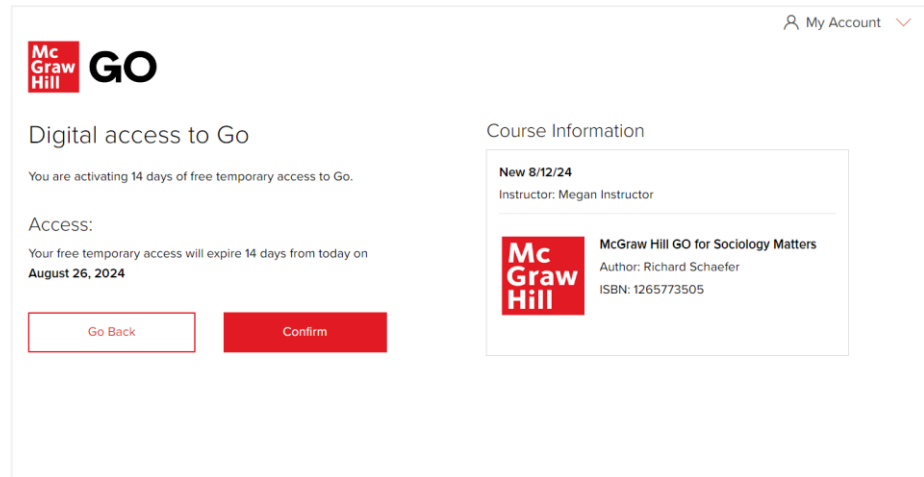 My Account
Mc
Graw
Hill
GO
Digital access to Go
You are activating 14 days of free temporary access to Go.
Access:
Your free temporary access will expire 14 days from today on
August 26, 2024
Go Back
Confirm
Course Information
New 8/12/24
Instructor: Megan Instructor
Mc
Graw
Hill
McGraw Hill GO for Sociology Matters
Author: Richard Schaefer
ISBN: 1265773505